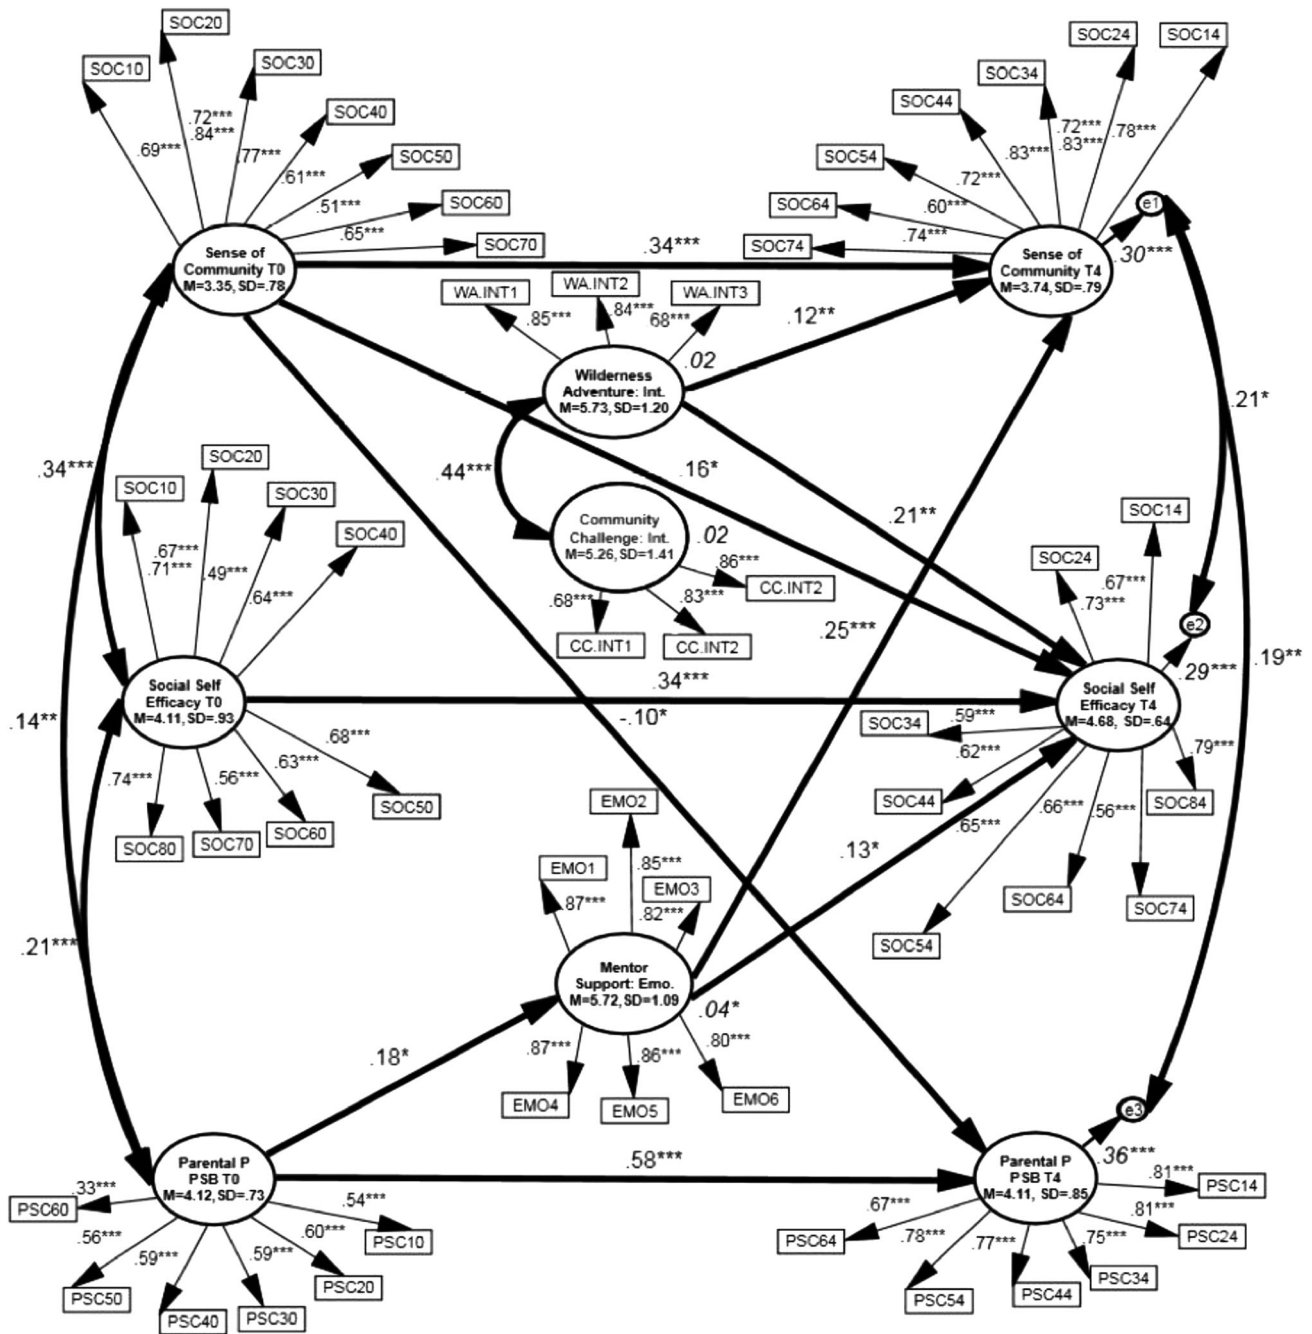 SOC20
SOC10
SOC30
SOC40
SOC50
SOC60
SOC70
.69***
.72***
.84***
.77***
.61***
.51***
.65***
Sense of
Community T0
M=3.35, SD=.78
SOC24
SOC14
SOC34
SOC44
SOC54
SOC64
SOC74
.72***
.83***
.78***
.83***
.72***
.60***
.74***
e1
Sense of
Community T4
M=3.74, SD=.79
.30***
.34***
WA.INT1
WA.INT2
WA.INT3
.85***
.84***
.68***
Wilderness
Adventure: Int.
M=5.73, SD=1.20
.02
.12**
.21*
.34***
.44***
.16*
.21**
Community
Challenge: Int.
M=5.26, SD=1.41
.02
.86***
.68***
.83***
CC.INT2
CC.INT1
CC.INT2
.25***
SOC20
SOC10
SOC30
SOC40
.67***
.71***
.49***
.64***
Social Self
Efficacy T0
M=4.11, SD=.93
.74***
.56***
.63***
.68***
SOC80
SOC70
SOC60
SOC50
.34***
-.10*
SOC14
SOC24
.67***
.73***
e2
.29***
.19**
Social Self
Efficacy T4
M=4.68, SD=.64
SOC34
.59***
.62***
.79***
SOC44
SOC84
.65***
.66***
.56***
SOC54
SOC64
SOC74
.14**
.13*
EMO2
EMO1
EMO3
.85***
.87***
.82***
Mentor
Support: Emo.
M=5.72, SD=1.09
.04*
.87***
.86***
.80***
EMO4
EMO5
EMO6
.21***
.18*
e3
.36***
Parental P
PSB T0
M=4.12, SD=.73
.58***
Parental P
PSB T4
M=4.11, SD=.85
.33***
.54***
PSC60
PSC10
.56***
.59***
.59***
.60***
PSC50
PSC40
PSC30
PSC20
.81***
PSC14
.67***
.81***
PSC64
PSC24
.78***
.77***
.75***
PSC54
PSC44
PSC34